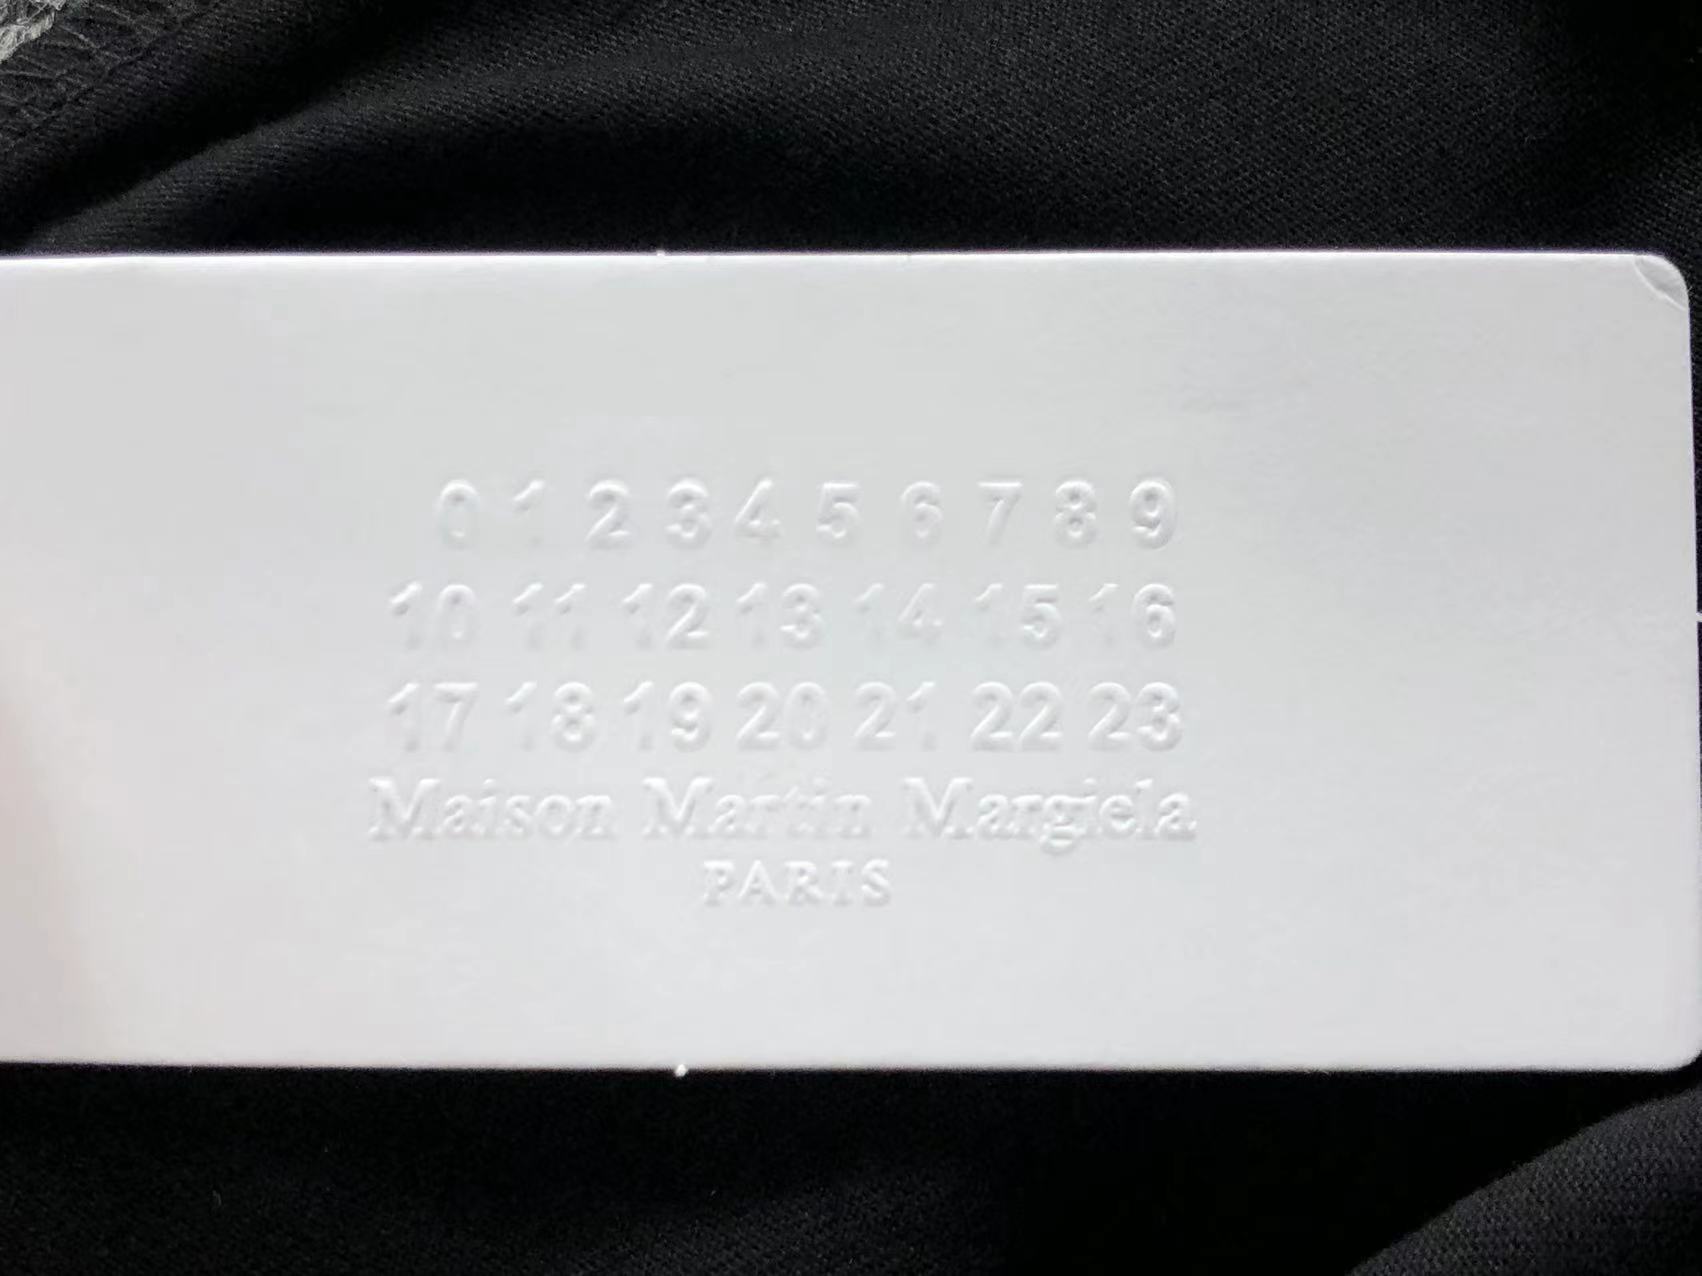 0 1 2 3 4 5 6 7 8 9
10 11 12 13 14 15 16
17 18 19 20 21 22 23
Maison Martin Margiela
PARIS